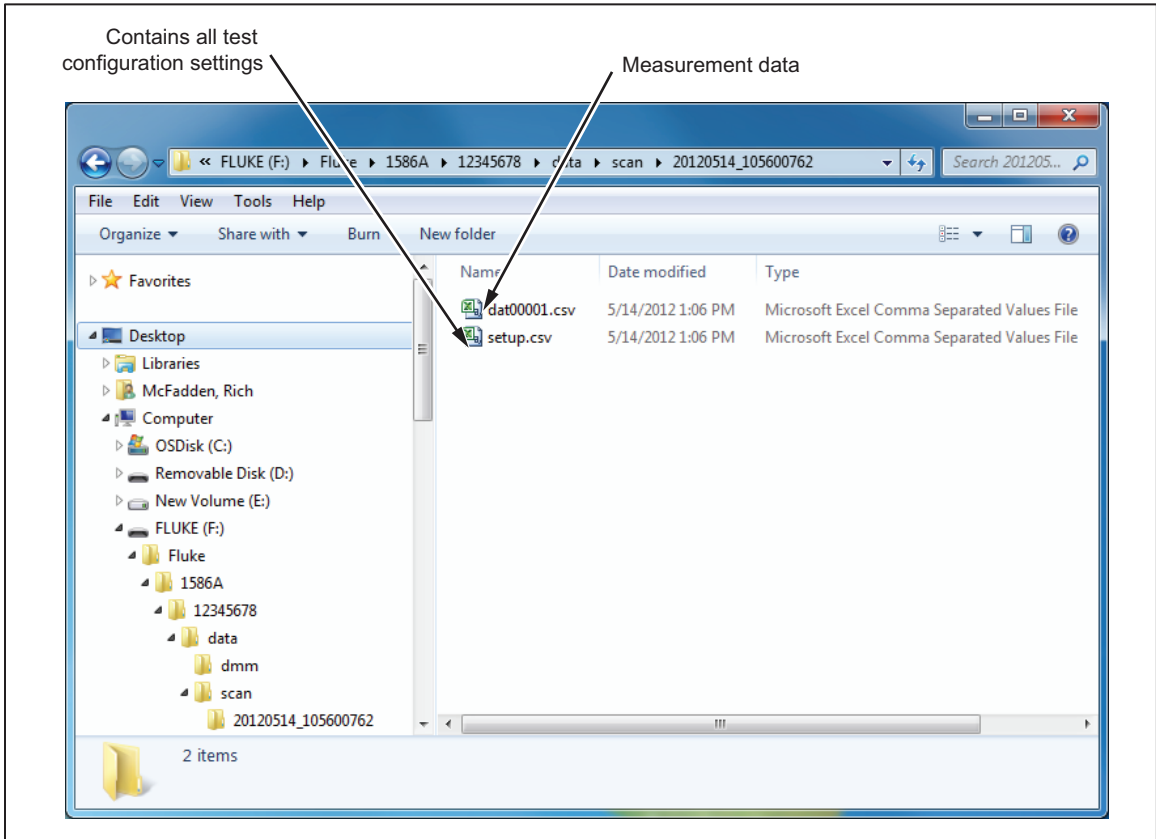 Contains all test
configuration settings
Measurement data
« FLUKE (F:) ▸ Fluke ▸ 1586A ▸ 12345678 ▸ data ▸ scan ▸ 20120514_105600762
Search 201205...
File Edit View Tools Help
Organize Share with Burn New folder
Name Date modified Type
dat00001.csv 5/14/2012 1:06 PM Microsoft Excel Comma Separated Values File
setup.csv 5/14/2012 1:06 PM Microsoft Excel Comma Separated Values File
Favorites
Desktop
Libraries
McFadden, Rich
Computer
OSDisk (C:)
Removable Disk (D:)
New Volume (E:)
FLUKE (F:)
Fluke
1586A
12345678
data
dmm
scan
20120514_105600762
2 items